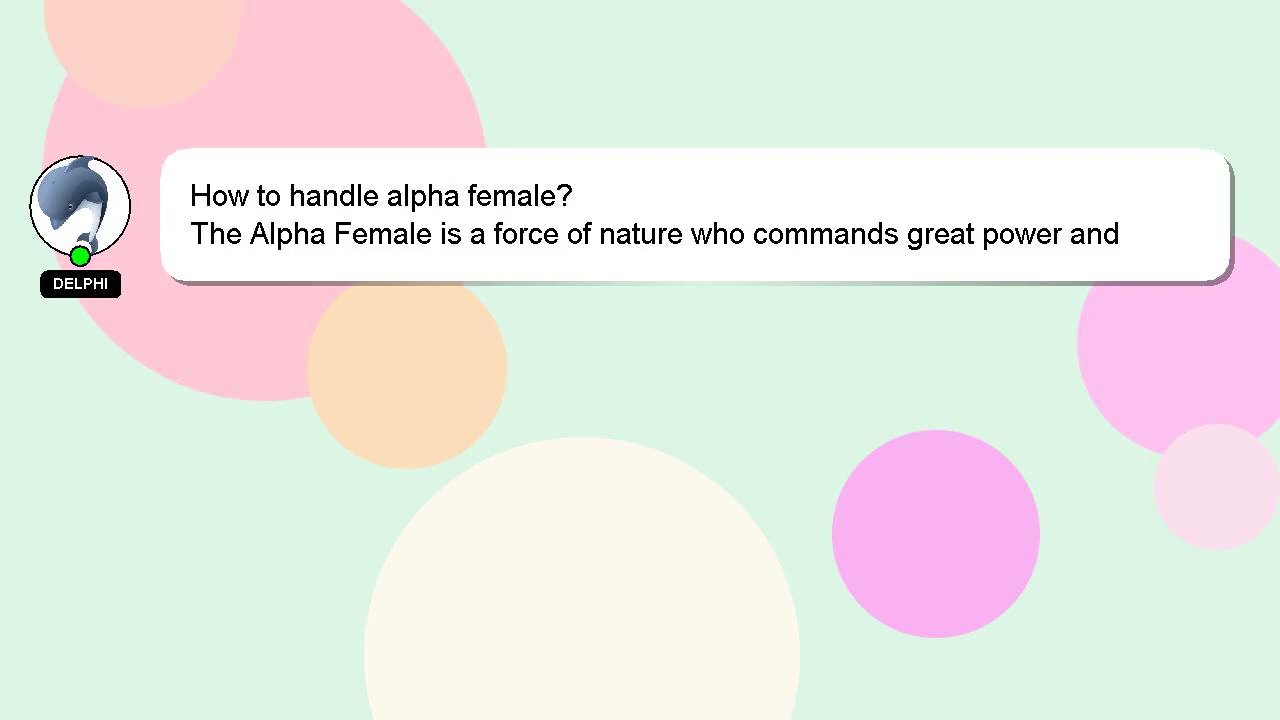 How to handle alpha female?
The Alpha Female is a force of nature who commands great power and
DELPHI